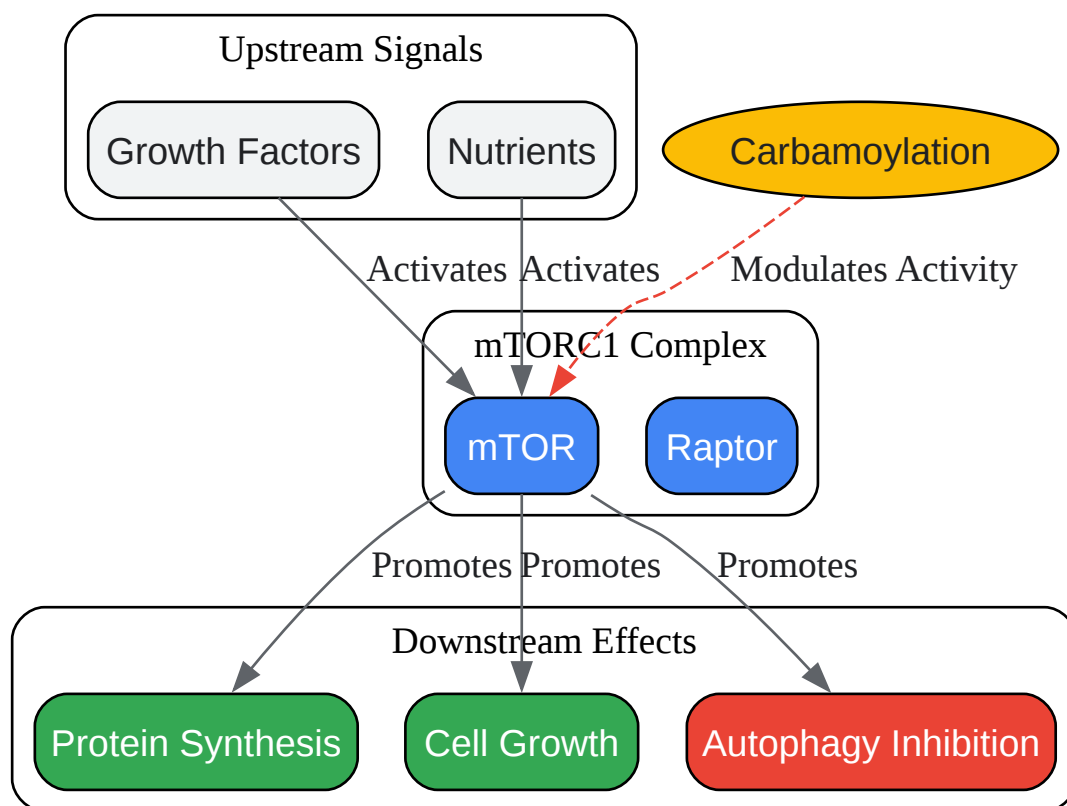 Upstream Signals
Growth Factors
Nutrients
Carbamoylation
Activates
Activates
Modulates Activity
mTORC1 Complex
mTOR
Raptor
Promotes
Promotes
Promotes
Downstream Effects
Protein Synthesis
Cell Growth
Autophagy Inhibition